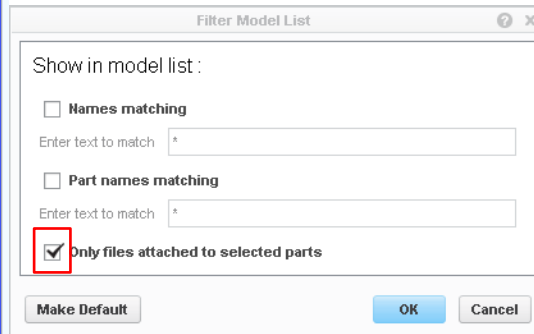 Filter Model List
Show in model list :
Names matching
Enter text to match *
Part names matching
Enter text to match *
Only files attached to selected parts
Make Default OK Cancel